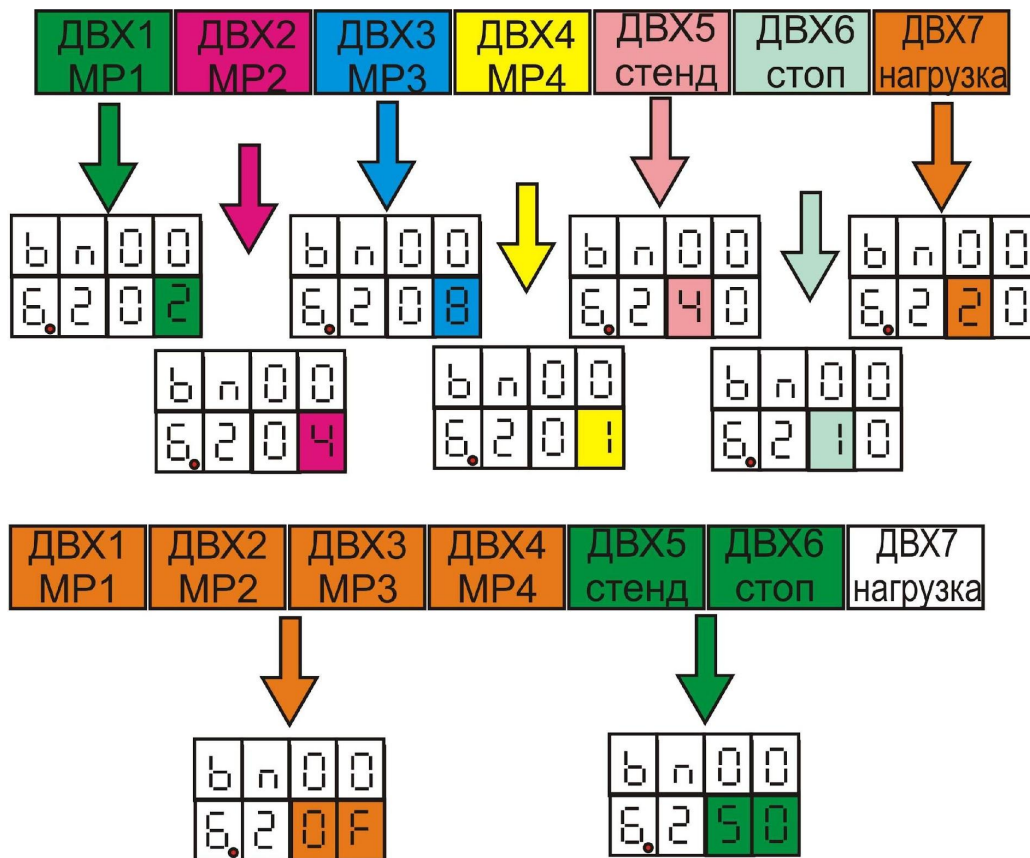 ДВХ1 ДВХ2 ДВХ3 ДВХ4 ДВХ5 ДВХ6 ДВХ7
МР1 МР2 МР3 МР4 стенд стоп нагрузка
bn00 bn00 bn00 bn00
6.202 6.208 6.240 6.220
bn00 bn00 bn00
6.204 6.201 6.210
ДВХ1 ДВХ2 ДВХ3 ДВХ4 ДВХ5 ДВХ6 ДВХ7
МР1 МР2 МР3 МР4 стенд стоп нагрузка
bn00 bn00
6.20F 6.250